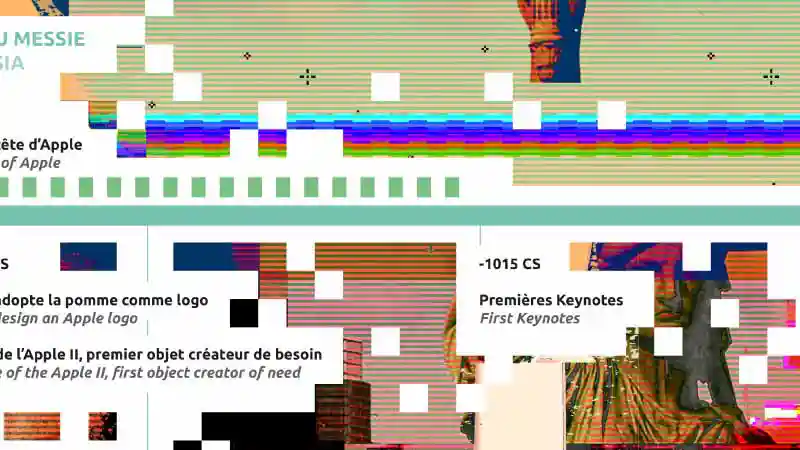 U MESSIE
SIA
tête d'Apple
of Apple
S
adopte la pomme comme logo
design an Apple logo
de l'Apple II, premier objet créateur de besoin
e of the Apple II, first object creator of need
-1015 CS
Premières Keynotes
First Keynotes